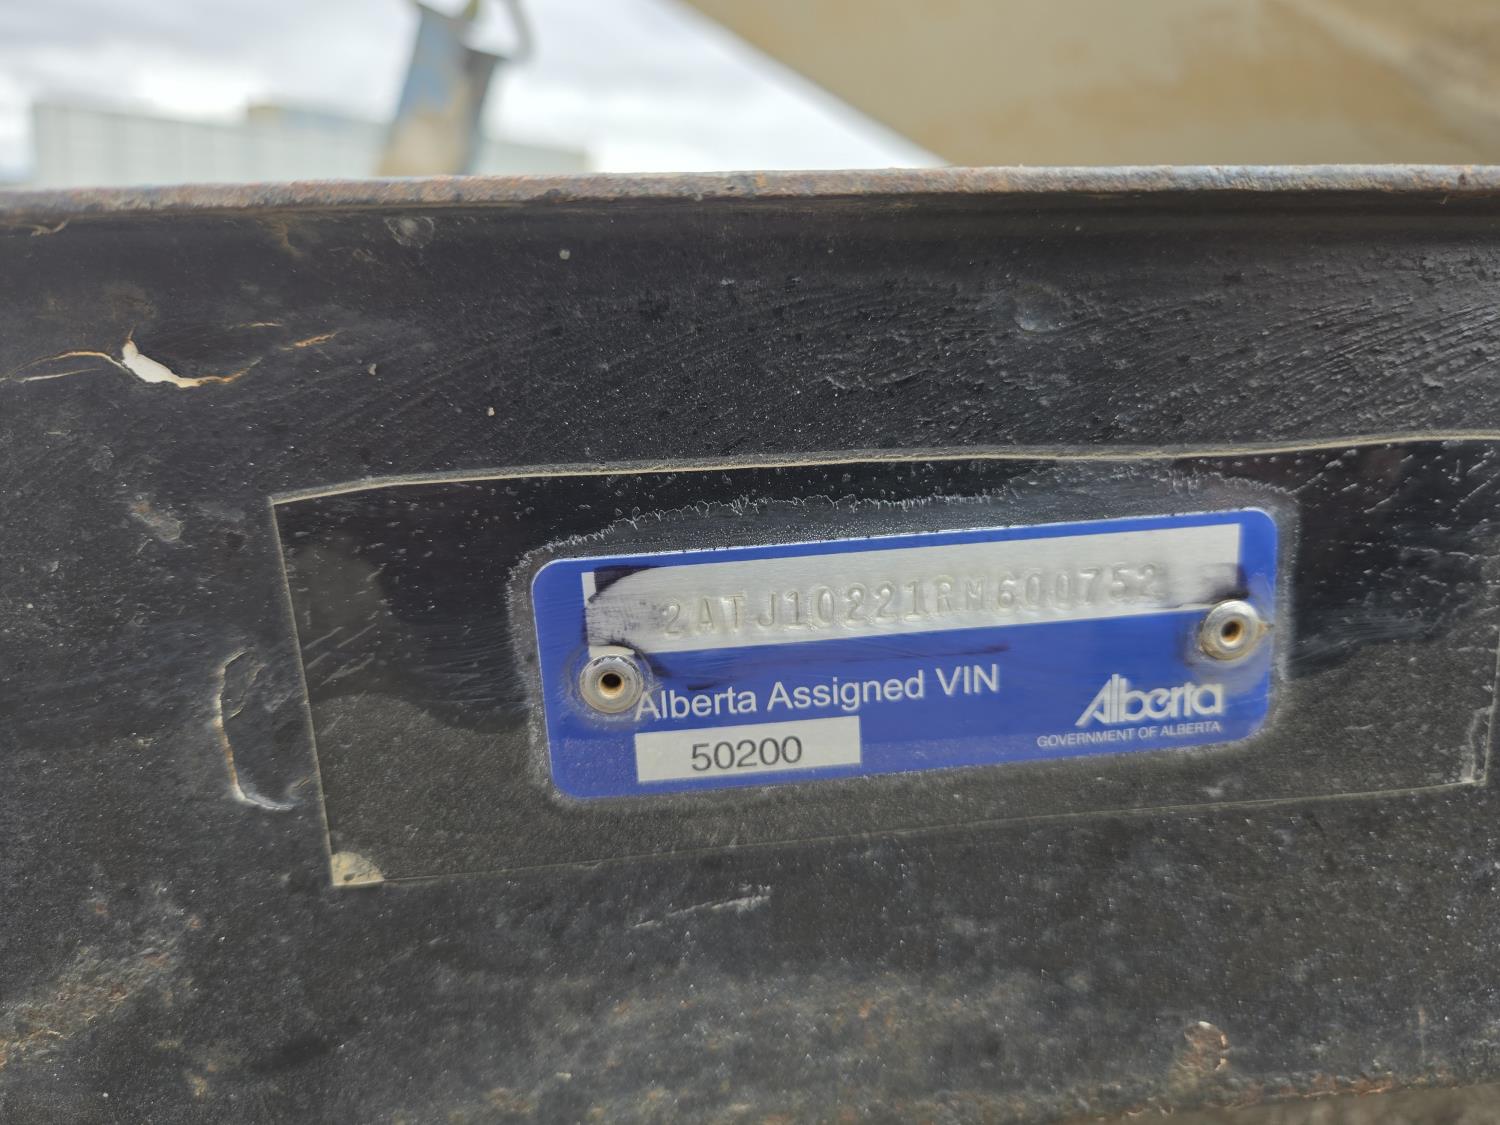 2ATJ10221RM600752
Alberta Assigned VIN
50200
Alberta
GOVERNMENT OF ALBERTA